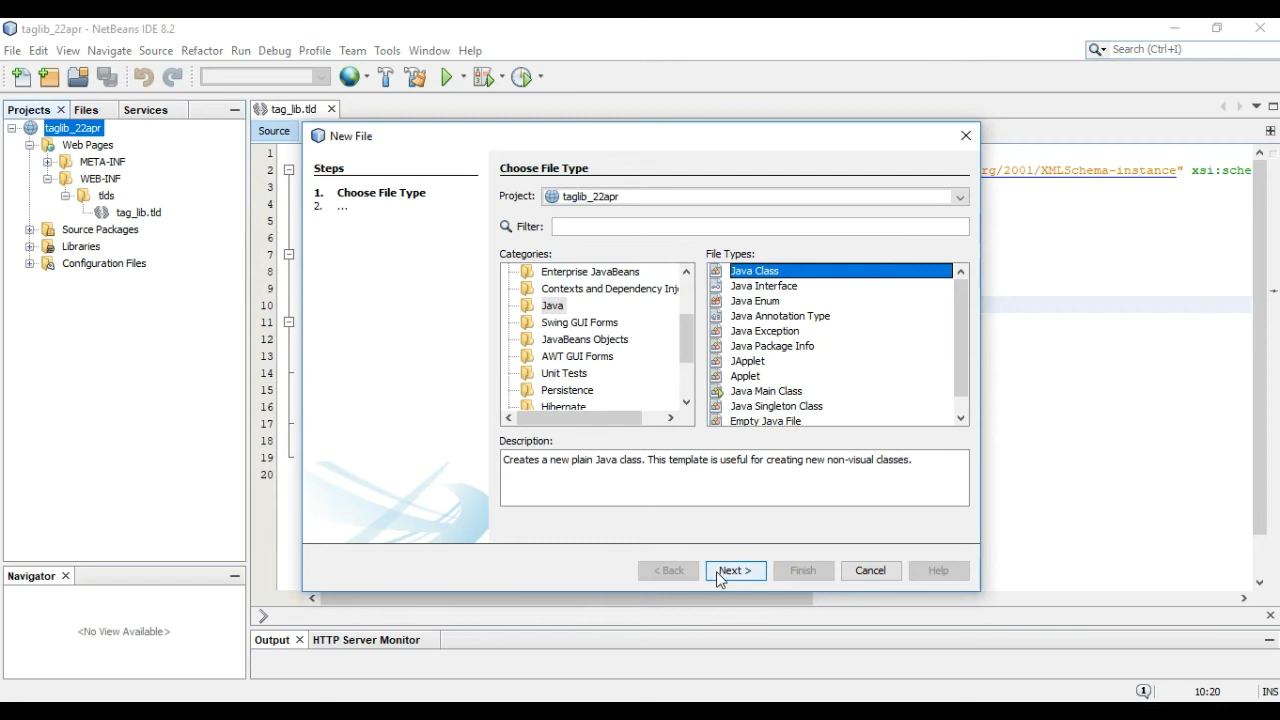 taglib_22apr - NetBeans IDE 8.2
File Edit View Navigate Source Refactor Run Debug Profile Team Tools Window Help
Search (Ctrl+I)
Projects Files Services
taglib_22apr
Web Pages
META-INF
WEB-INF
tlds
tag_lib.tld
Source Packages
Libraries
Configuration Files
Navigator
<No View Available>
tag_lib.tld
Source
1
2
3
4
5
6
7
8
9
10
11
12
13
14
15
16
17
18
19
20
rg/2001/XMLSchema-instance" xsi:sche
New File
Steps
1. Choose File Type
2. ...
Choose File Type
Project: taglib_22apr
Filter:
Categories:
Enterprise JavaBeans
Contexts and Dependency Inj
Java
Swing GUI Forms
JavaBeans Objects
AWT GUI Forms
Unit Tests
Persistence
Hibernate
File Types:
Java Class
Java Interface
Java Enum
Java Annotation Type
Java Exception
Java Package Info
JApplet
Applet
Java Main Class
Java Singleton Class
Empty Java File
Description:
Creates a new plain Java class. This template is useful for creating new non-visual classes.
< Back Next > Finish Cancel Help
Output HTTP Server Monitor
1 10:20 INS